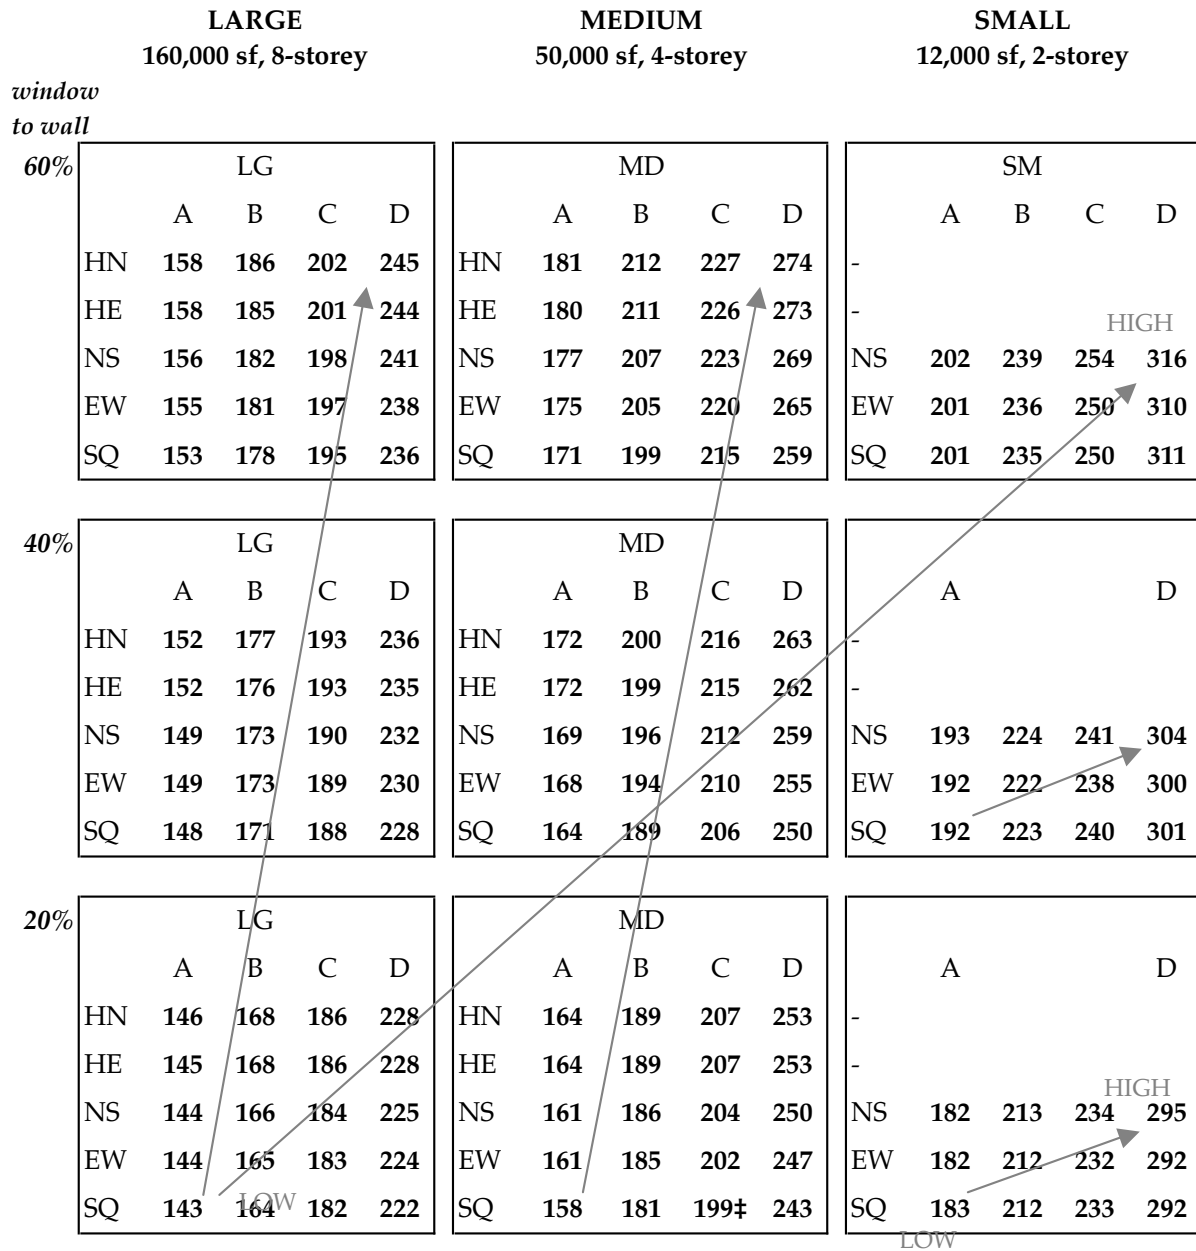 LARGE MEDIUM SMALL
160,000 sf, 8-storey 50,000 sf, 4-storey 12,000 sf, 2-storey
window
to wall
60% LG MD SM
A B C D A B C D A B C D
HN 158 186 202 245 HN 181 212 227 274 -
HE 158 185 201 244 HE 180 211 226 273 -
HIGH
NS 156 182 198 241 NS 177 207 223 269 NS 202 239 254 316
EW 155 181 197 238 EW 175 205 220 265 EW 201 236 250 310
SQ 153 178 195 236 SQ 171 199 215 259 SQ 201 235 250 311
40% LG MD
A B C D A B C D A D
HN 152 177 193 236 HN 172 200 216 263 -
HE 152 176 193 235 HE 172 199 215 262 -
NS 149 173 190 232 NS 169 196 212 259 NS 193 224 241 304
EW 149 173 189 230 EW 168 194 210 255 EW 192 222 238 300
SQ 148 171 188 228 SQ 164 189 206 250 SQ 192 223 240 301
20% LG MD
A B C D A B C D A D
HN 146 168 186 228 HN 164 189 207 253 -
HE 145 168 186 228 HE 164 189 207 253 -
HIGH
NS 144 166 184 225 NS 161 186 204 250 NS 182 213 234 295
EW 144 165 183 224 EW 161 185 202 247 EW 182 212 232 292
LOW
SQ 143 164 182 222 SQ 158 181 199‡ 243 SQ 183 212 233 292
LOW